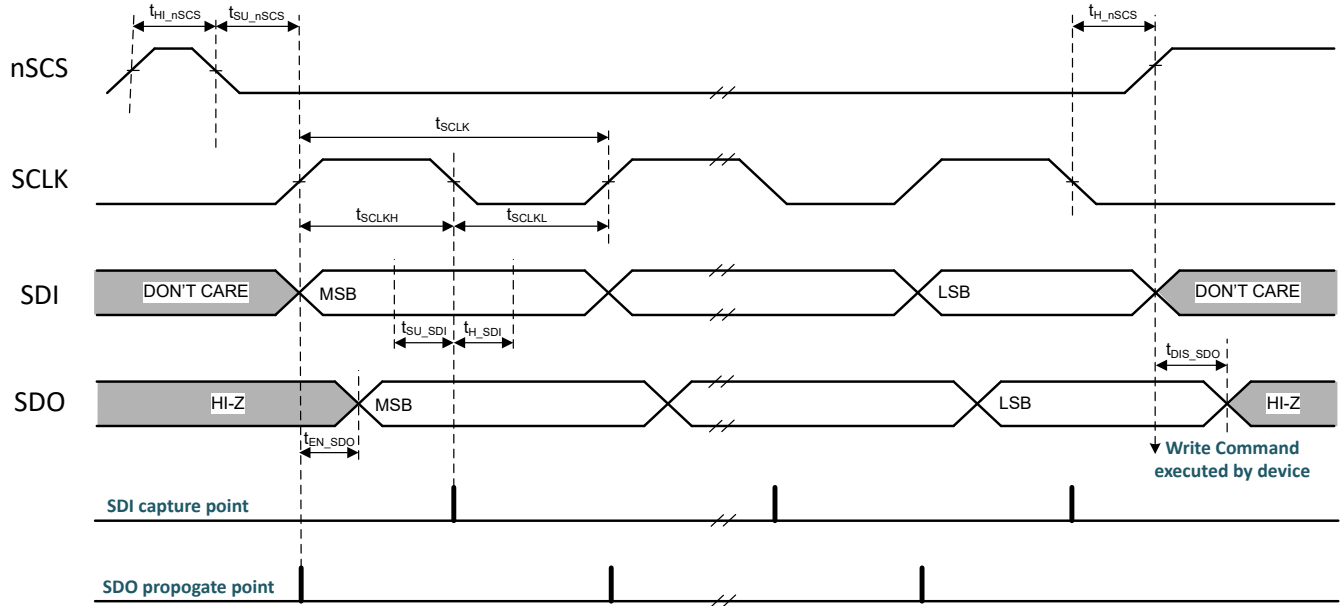 tHI_nSCS tSU_nSCS tH_nSCS
nSCS
tSCLK
SCLK
tSCLKH tSCLKL
SDI DON'T CARE MSB LSB DON'T CARE
tSU_SDI tH_SDI
tDIS_SDO
SDO HI-Z MSB LSB HI-Z
tEN_SDO
Write Command
executed by device
SDI capture point
SDO propogate point